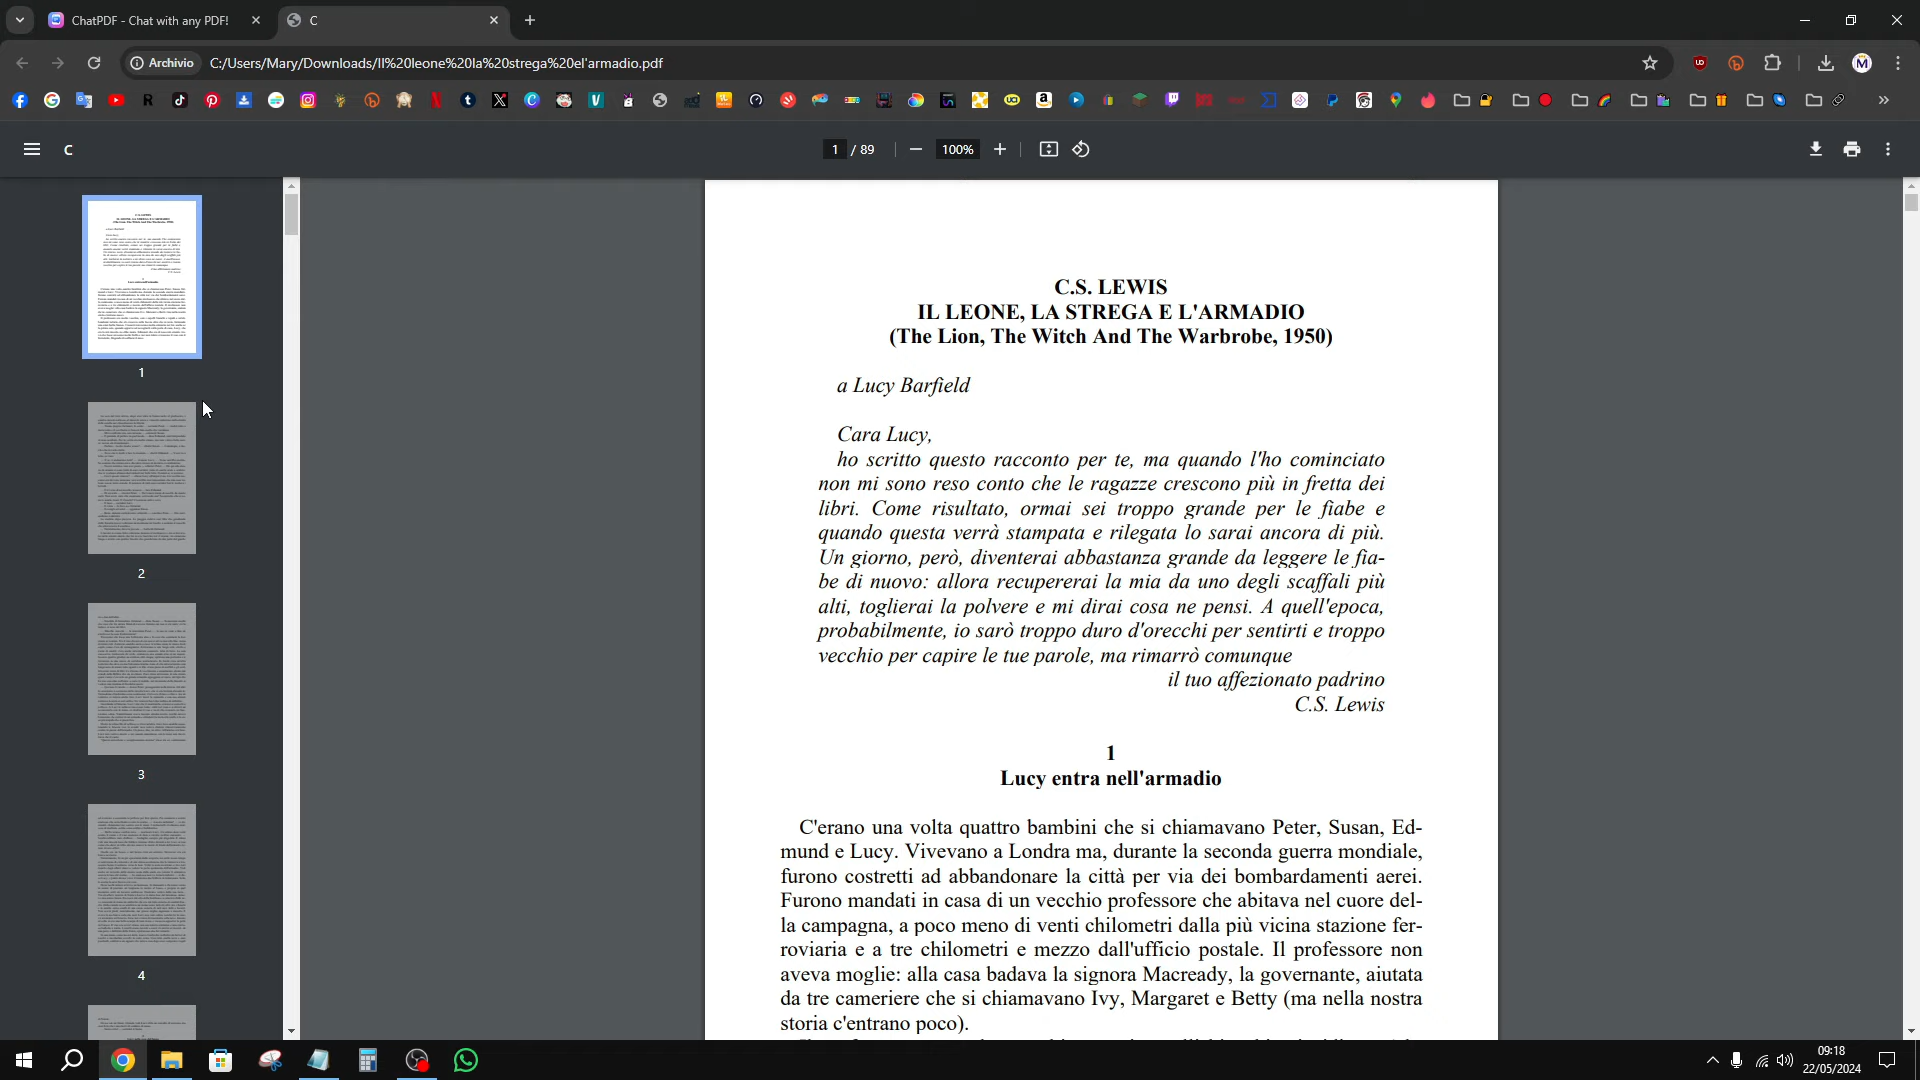 ChatPDF - Chat with any PDF!
C
Archivio
C:/Users/Mary/Downloads/Il%20leone%20la%20strega%20el'armadio.pdf
C
1 / 89
100%
C.S. LEWIS
IL LEONE, LA STREGA E L'ARMADIO
(The Lion, The Witch And The Warbrobe, 1950)
a Lucy Barfield
Cara Lucy,
ho scritto questo racconto per te, ma quando l'ho cominciato
non mi sono reso conto che le ragazze crescono più in fretta dei
libri. Come risultato, ormai sei troppo grande per le fiabe e
quando questa verrà stampata e rilegata lo sarai ancora di più.
Un giorno, però, diventerai abbastanza grande da leggere le fia-
be di nuovo: allora recupererai la mia da uno degli scaffali più
alti, toglierai la polvere e mi dirai cosa ne pensi. A quell'epoca,
probabilmente, io sarò troppo duro d'orecchi per sentirti e troppo
vecchio per capire le tue parole, ma rimarrò comunque
il tuo affezionato padrino
C.S. Lewis
1
Lucy entra nell'armadio
C'erano una volta quattro bambini che si chiamavano Peter, Susan, Ed-
mund e Lucy. Vivevano a Londra ma, durante la seconda guerra mondiale,
furono costretti ad abbandonare la città per via dei bombardamenti aerei.
Furono mandati in casa di un vecchio professore che abitava nel cuore del-
la campagna, a poco meno di venti chilometri dalla più vicina stazione fer-
roviaria e a tre chilometri e mezzo dall'ufficio postale. Il professore non
aveva moglie: alla casa badava la signora Macready, la governante, aiutata
da tre cameriere che si chiamavano Ivy, Margaret e Betty (ma nella nostra
storia c'entrano poco).
1
2
3
4
09:18
22/05/2024